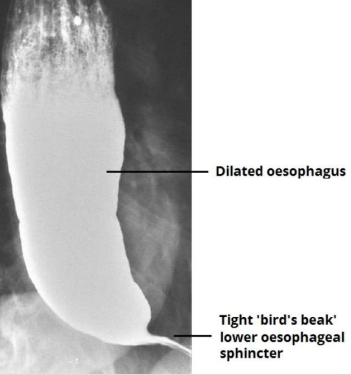 Dilated oesophagus
Tight 'bird's beak'
lower oesophageal
sphincter